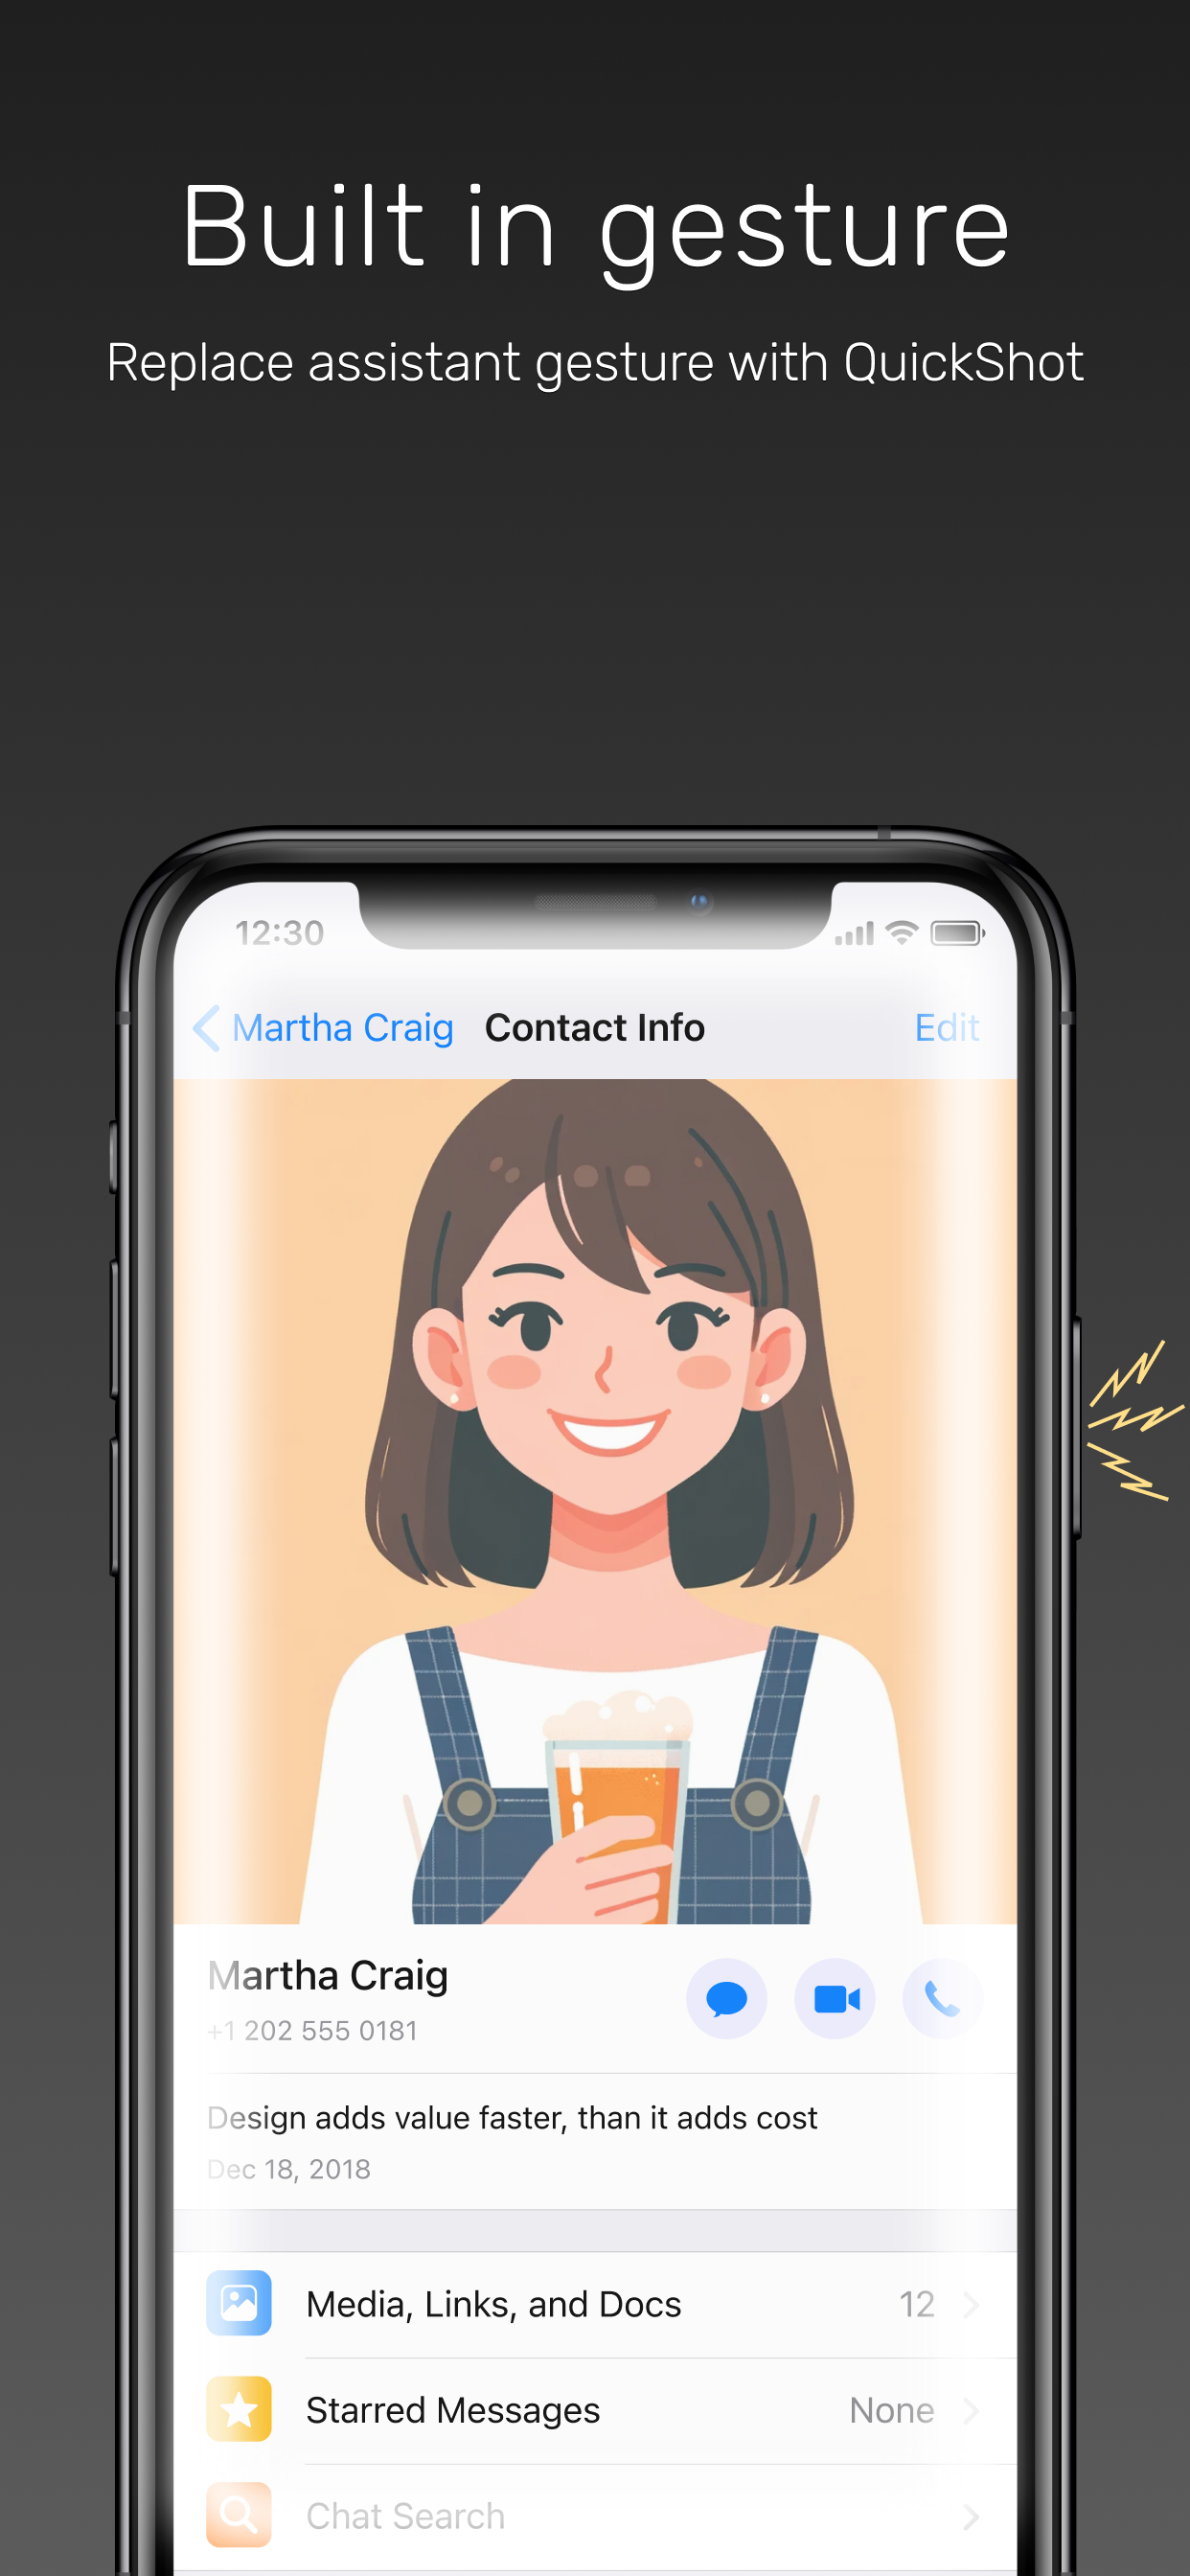 Built in gesture
Replace assistant gesture with QuickShot
12:30
Martha Craig Contact Info Edit
Martha Craig
+1 202 555 0181
Design adds value faster, than it adds cost
Dec 18, 2018
Media, Links, and Docs 12
Starred Messages None
Chat Search